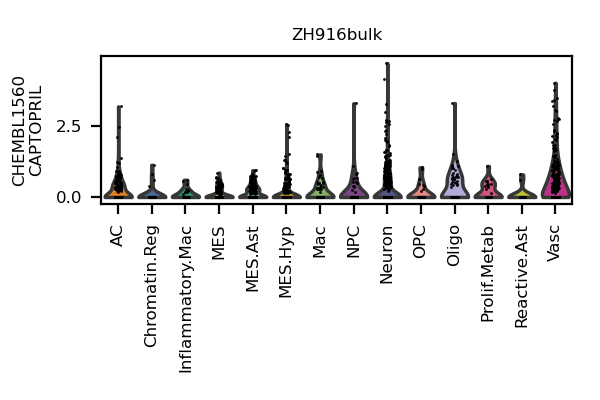 ZH916bulk
CHEMBL1560
CAPTOPRIL
2.5
0.0
AC
Chromatin.Reg
Inflammatory.Mac
MES
MES.Ast
MES.Hyp
Mac
NPC
Neuron
OPC
Oligo
Prolif.Metab
Reactive.Ast
Vasc